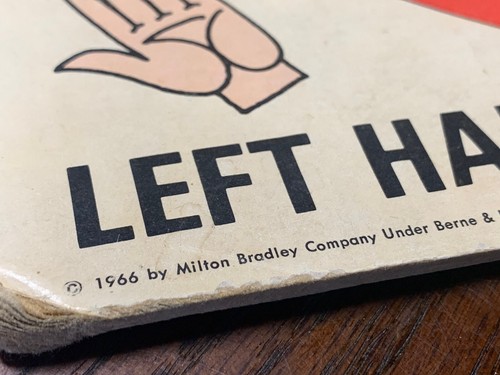 LEFT HA
© 1966 by Milton Bradley Company Under Berne &